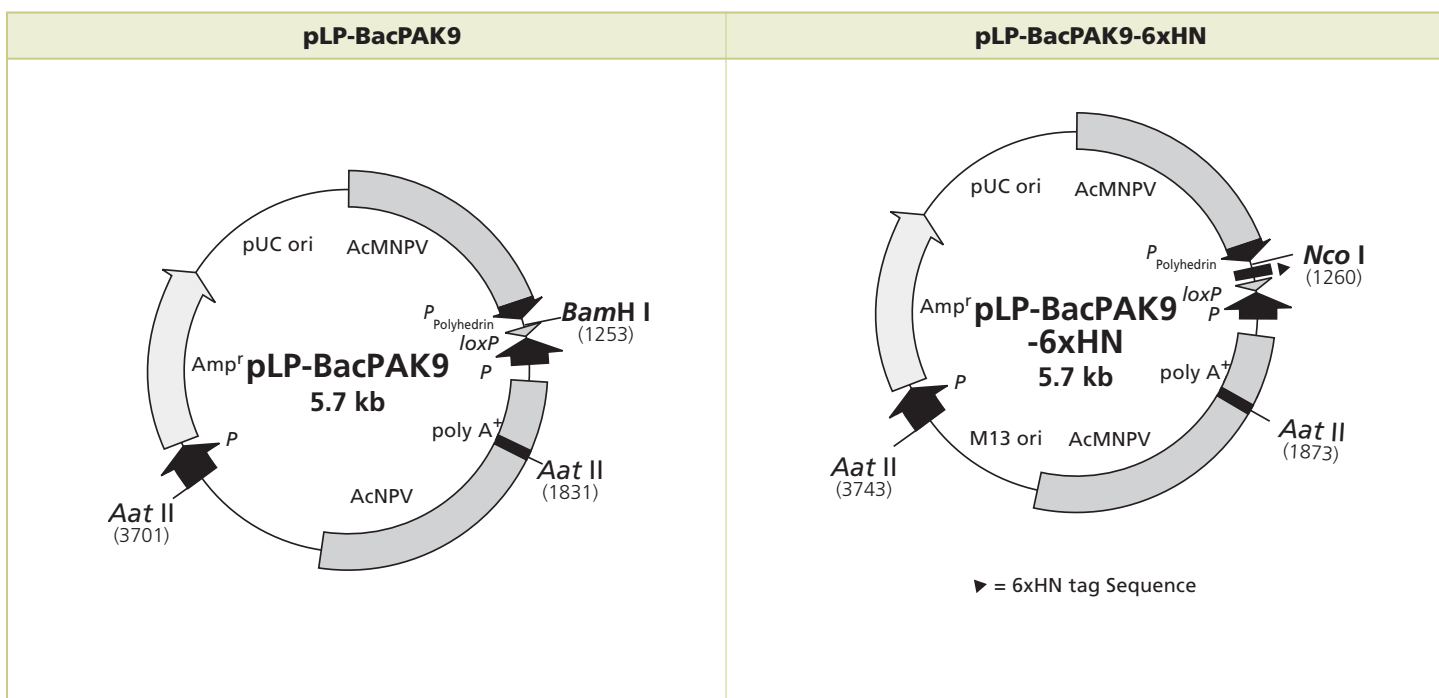 pLP-BacPAK9
pUC ori
AcMNPV
P Polyhedrin
BamH I
(1253)
loxP
P
Ampʳ
pLP-BacPAK9
5.7 kb
poly A⁺
P
Aat II
(1831)
AcNPV
Aat II
(3701)
pLP-BacPAK9-6xHN
pUC ori
AcMNPV
P Polyhedrin
Nco I
(1260)
loxP
P
Ampʳ
pLP-BacPAK9
-6xHN
5.7 kb
poly A⁺
P
M13 ori
AcMNPV
Aat II
(1873)
Aat II
(3743)
= 6xHN tag Sequence